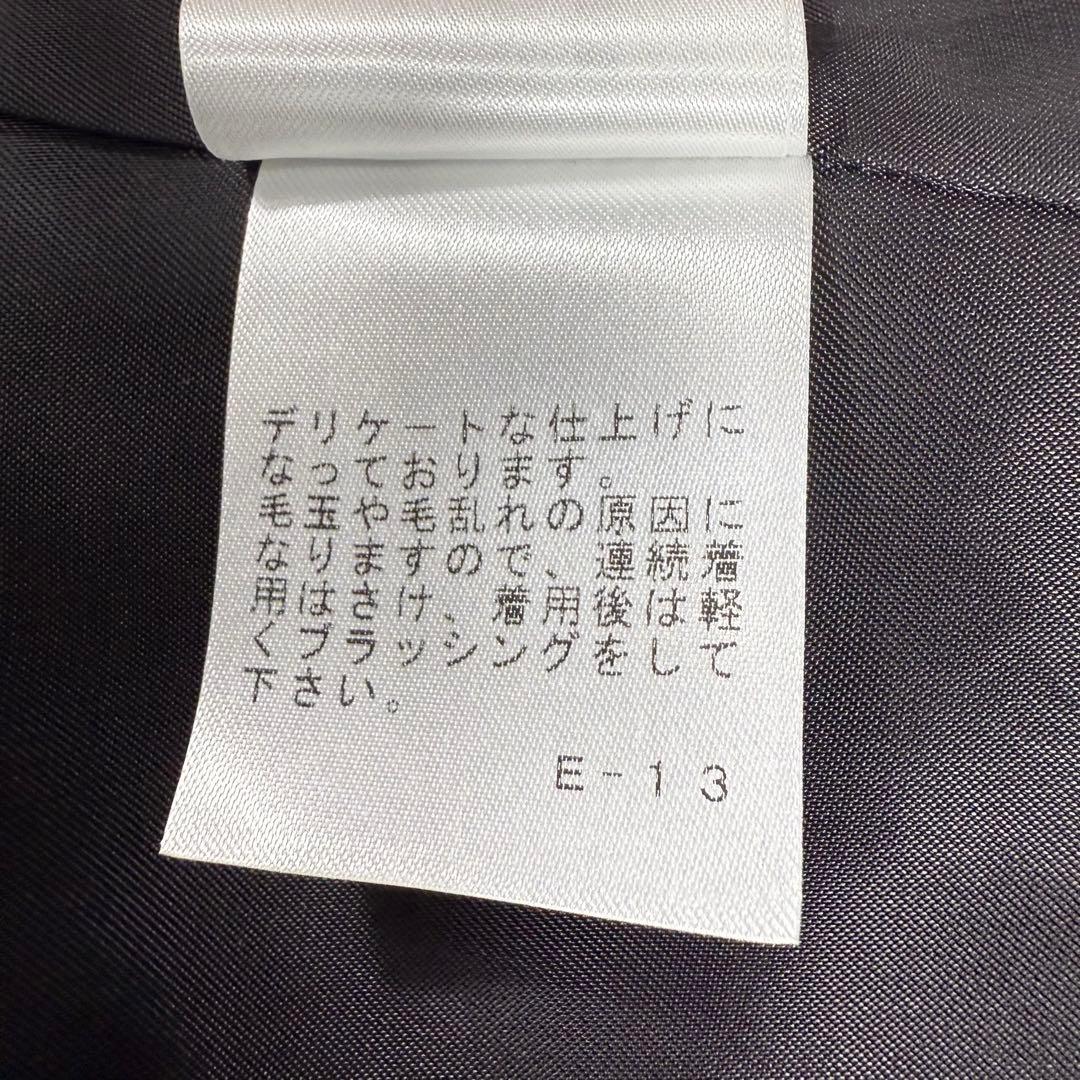 デリケートな仕上げに
なっております。
毛玉や毛乱れの原因に
なりますので、連続着
用はさけ、着用後は軽
くブラッシングをして
下さい。
E-13